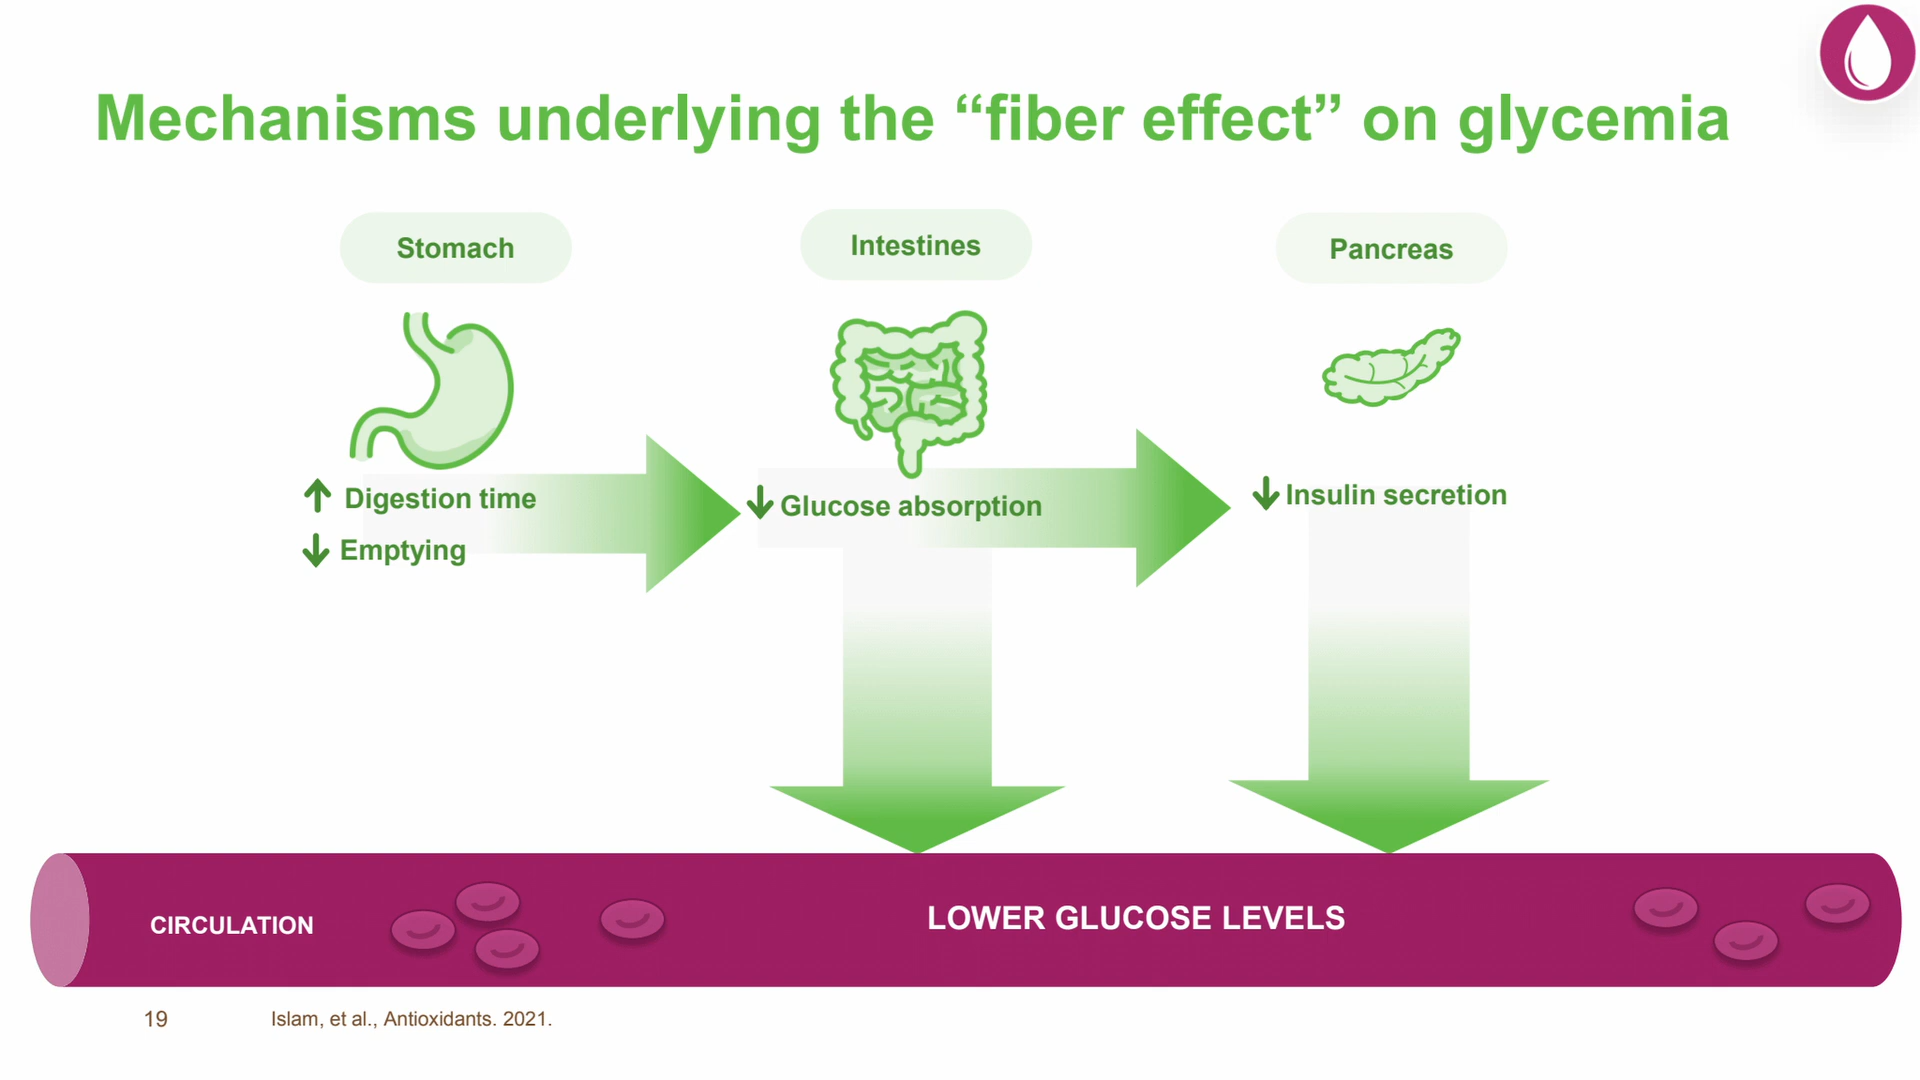 Mechanisms underlying the “fiber effect” on glycemia
Stomach
Intestines
Pancreas
↑ Digestion time
↓ Emptying
↓ Glucose absorption
↓ Insulin secretion
CIRCULATION
LOWER GLUCOSE LEVELS
19
Islam, et al., Antioxidants. 2021.